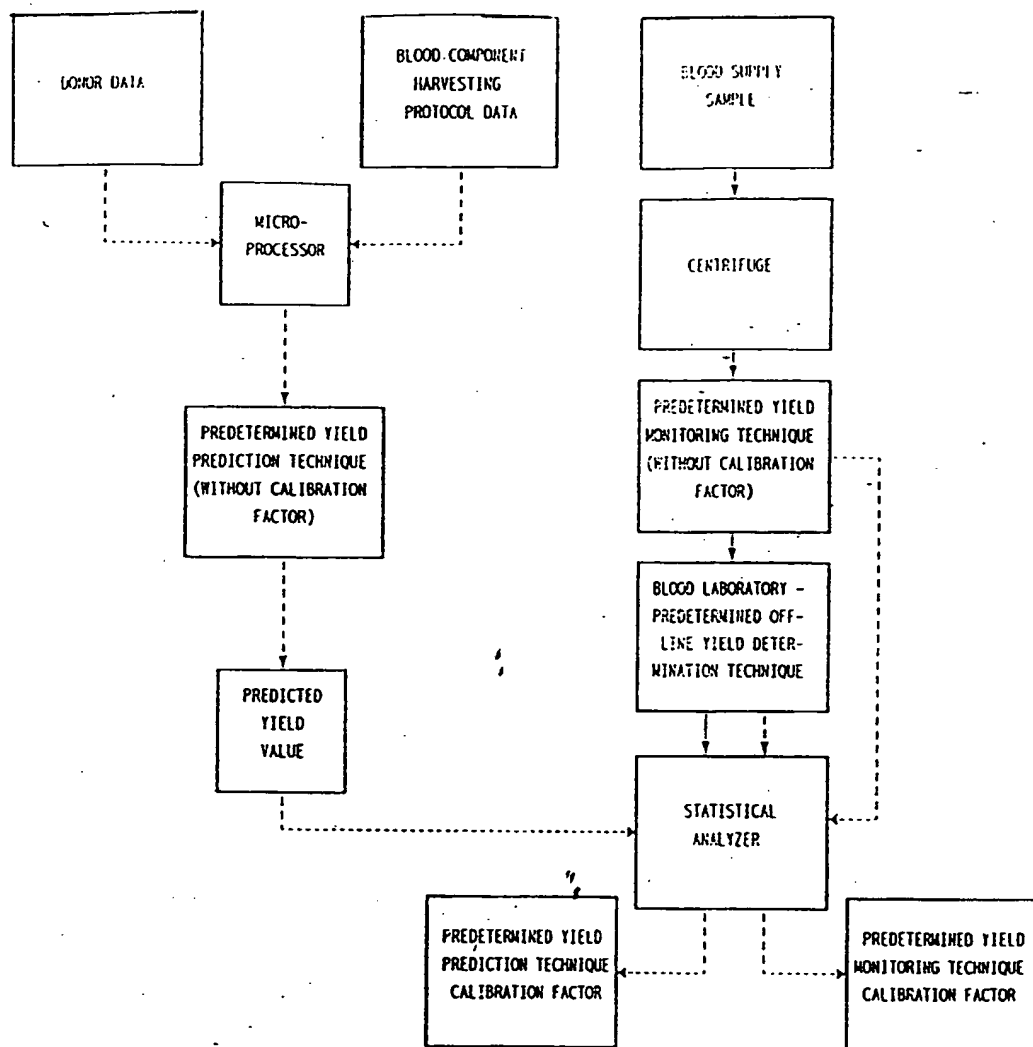 DONOR DATA
BLOOD COMPONENT
HARVESTING
PROTOCOL DATA
BLOOD SUPPLY
SAMPLE
MICRO-
PROCESSOR
CENTRIFUGE
PREDETERMINED YIELD
PREDICTION TECHNIQUE
(WITHOUT CALIBRATION
FACTOR)
PREDETERMINED YIELD
MONITORING TECHNIQUE
(WITHOUT CALIBRATION
FACTOR)
BLOOD LABORATORY -
PREDETERMINED OFF-
LINE YIELD DETER-
MINATION TECHNIQUE
PREDICTED
YIELD
VALUE
STATISTICAL
ANALYZER
PREDETERMINED YIELD
PREDICTION TECHNIQUE
CALIBRATION FACTOR
PREDETERMINED YIELD
MONITORING TECHNIQUE
CALIBRATION FACTOR